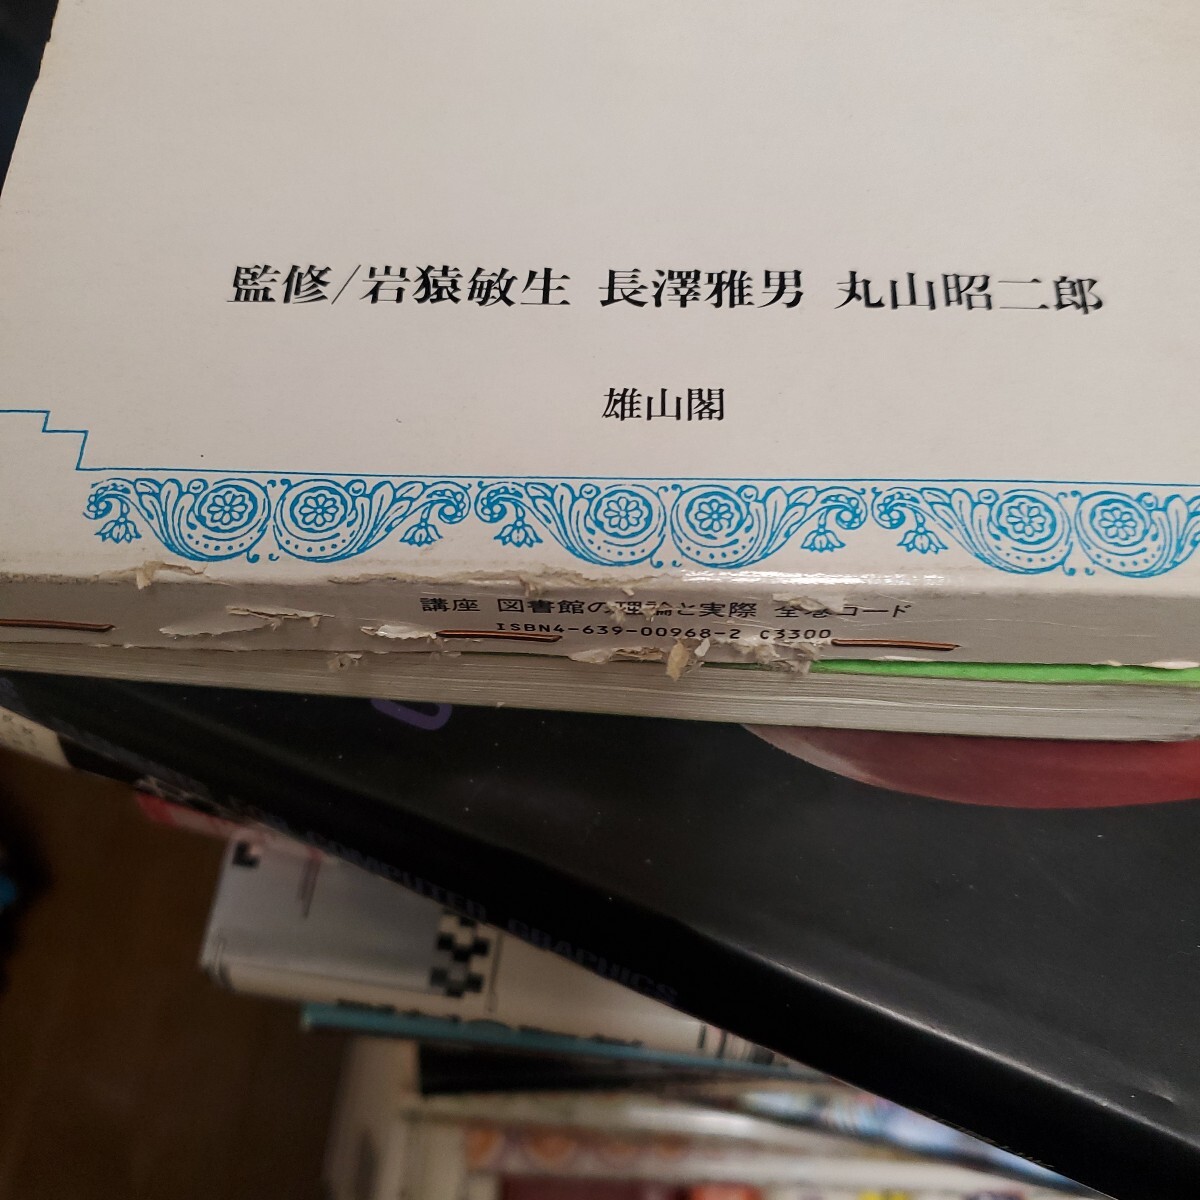 監修/岩猿敏生 長澤雅男 丸山昭二郎
雄山閣
講座 図書館の理論と実際 全巻コード
ISBN4-639-00968-2 C3300
COMPUTER GRAPHICS